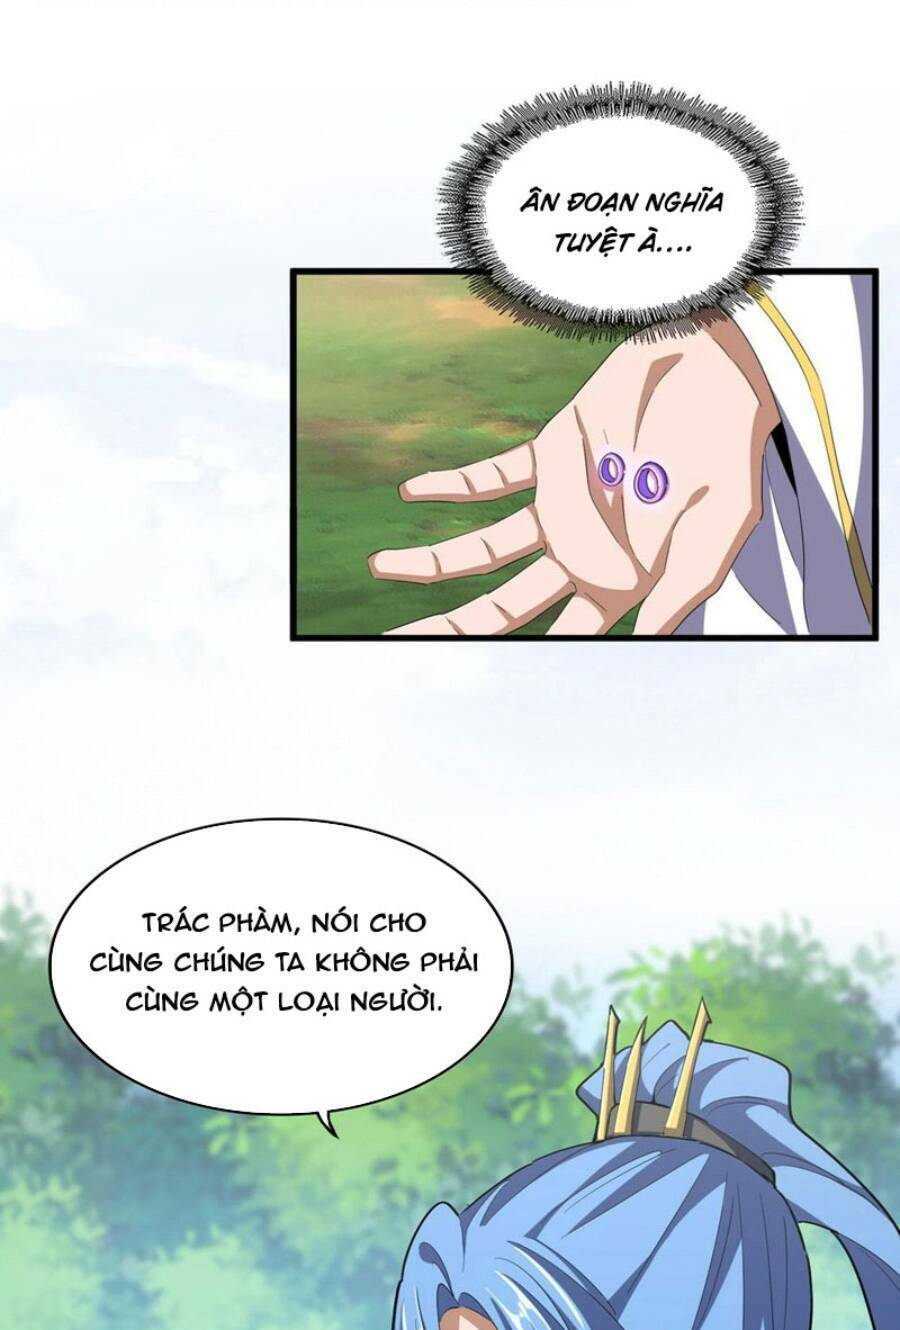 ÂN ĐOẠN NGHĨA
TUYỆT À....
TRÁC PHÀM, NÓI CHO
CÙNG CHÚNG TA KHÔNG PHẢI
CÙNG MỘT LOẠI NGƯỜI.